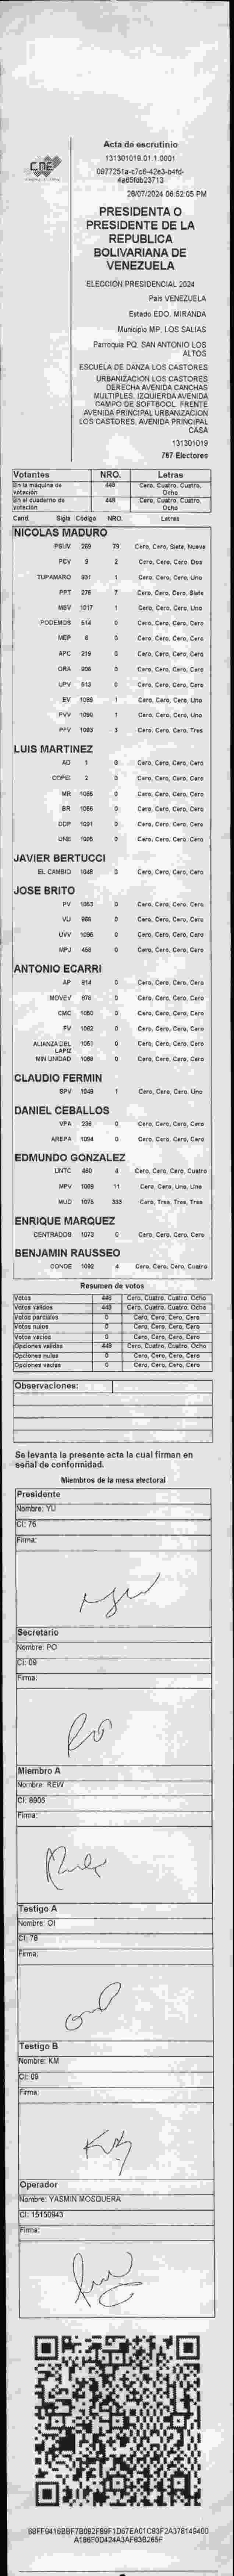 CNE
Acta de escrutinio
131301019.01.1.0001
0977251a-c7c6-42e3-b4fd-
4a65fdb23713
28/07/2024 06:52:05 PM
PRESIDENTA O
PRESIDENTE DE LA
REPUBLICA
BOLIVARIANA DE
VENEZUELA
ELECCIÓN PRESIDENCIAL 2024
País VENEZUELA
Estado EDO. MIRANDA
Municipio MP. LOS SALIAS
Parroquia PQ. SAN ANTONIO LOS
ALTOS
ESCUELA DE DANZA LOS CASTORES
URBANIZACION LOS CASTORES
DERECHA AVENIDA CANCHAS
MULTIPLES. IZQUIERDA AVENIDA
CAMPO DE SOFTBOOL. FRENTE
AVENIDA PRINCIPAL URBANIZACION
LOS CASTORES. AVENIDA PRINCIPAL
CASA
131301019
767 Electores
Votantes NRO. Letras
En la máquina de votación 448 Cero, Cuatro, Cuatro, Ocho
En el cuaderno de votación 448 Cero, Cuatro, Cuatro, Ocho
Cand. Sigla Código NRO. Letras
NICOLAS MADURO
PSUV 269 79 Cero, Cero, Siete, Nueve
PCV 9 2 Cero, Cero, Cero, Dos
TUPAMARO 931 1 Cero, Cero, Cero, Uno
PPT 276 7 Cero, Cero, Cero, Siete
MSV 1017 1 Cero, Cero, Cero, Uno
PODEMOS 514 0 Cero, Cero, Cero, Cero
MEP 6 0 Cero, Cero, Cero, Cero
APC 219 0 Cero, Cero, Cero, Cero
ORA 905 0 Cero, Cero, Cero, Cero
UPV 513 0 Cero, Cero, Cero, Cero
EV 1089 1 Cero, Cero, Cero, Uno
PVV 1090 1 Cero, Cero, Cero, Uno
PFV 1093 3 Cero, Cero, Cero, Tres
LUIS MARTINEZ
AD 1 0 Cero, Cero, Cero, Cero
COPEI 2 0 Cero, Cero, Cero, Cero
MR 1065 0 Cero, Cero, Cero, Cero
BR 1066 0 Cero, Cero, Cero, Cero
DDP 1091 0 Cero, Cero, Cero, Cero
UNE 1095 0 Cero, Cero, Cero, Cero
JAVIER BERTUCCI
EL CAMBIO 1048 0 Cero, Cero, Cero, Cero
JOSE BRITO
PV 1053 0 Cero, Cero, Cero, Cero
VU 968 0 Cero, Cero, Cero, Cero
UVV 1096 0 Cero, Cero, Cero, Cero
MPJ 456 0 Cero, Cero, Cero, Cero
ANTONIO ECARRI
AP 814 0 Cero, Cero, Cero, Cero
MOVEV 978 0 Cero, Cero, Cero, Cero
CMC 1050 0 Cero, Cero, Cero, Cero
FV 1062 0 Cero, Cero, Cero, Cero
ALIANZA DEL LAPIZ 1051 0 Cero, Cero, Cero, Cero
MIN UNIDAD 1068 0 Cero, Cero, Cero, Cero
CLAUDIO FERMIN
SPV 1049 1 Cero, Cero, Cero, Uno
DANIEL CEBALLOS
VPA 236 0 Cero, Cero, Cero, Cero
AREPA 1094 0 Cero, Cero, Cero, Cero
EDMUNDO GONZALEZ
UNTC 460 4 Cero, Cero, Cero, Cuatro
MPV 1069 11 Cero, Cero, Uno, Uno
MUD 1075 333 Cero, Tres, Tres, Tres
ENRIQUE MARQUEZ
CENTRADOS 1073 0 Cero, Cero, Cero, Cero
BENJAMIN RAUSSEO
CONDE 1092 4 Cero, Cero, Cero, Cuatro
Resumen de votos
Votos 448 Cero, Cuatro, Cuatro, Ocho
Votos válidos 448 Cero, Cuatro, Cuatro, Ocho
Votos parciales 0 Cero, Cero, Cero, Cero
Votos nulos 0 Cero, Cero, Cero, Cero
Votos vacíos 0 Cero, Cero, Cero, Cero
Opciones válidas 448 Cero, Cuatro, Cuatro, Ocho
Opciones nulas 0 Cero, Cero, Cero, Cero
Opciones vacías 0 Cero, Cero, Cero, Cero
Observaciones:
Se levanta la presente acta la cual firman en
señal de conformidad.
Miembros de la mesa electoral
Presidente
Nombre: YU
CI: 76
Firma:
Secretario
Nombre: PO
CI: 09
Firma:
Miembro A
Nombre: REW
CI: 8906
Firma:
Testigo A
Nombre: OI
CI: 78
Firma:
Testigo B
Nombre: KM
CI: 09
Firma:
Operador
Nombre: YASMIN MOSQUERA
CI: 15150943
Firma: